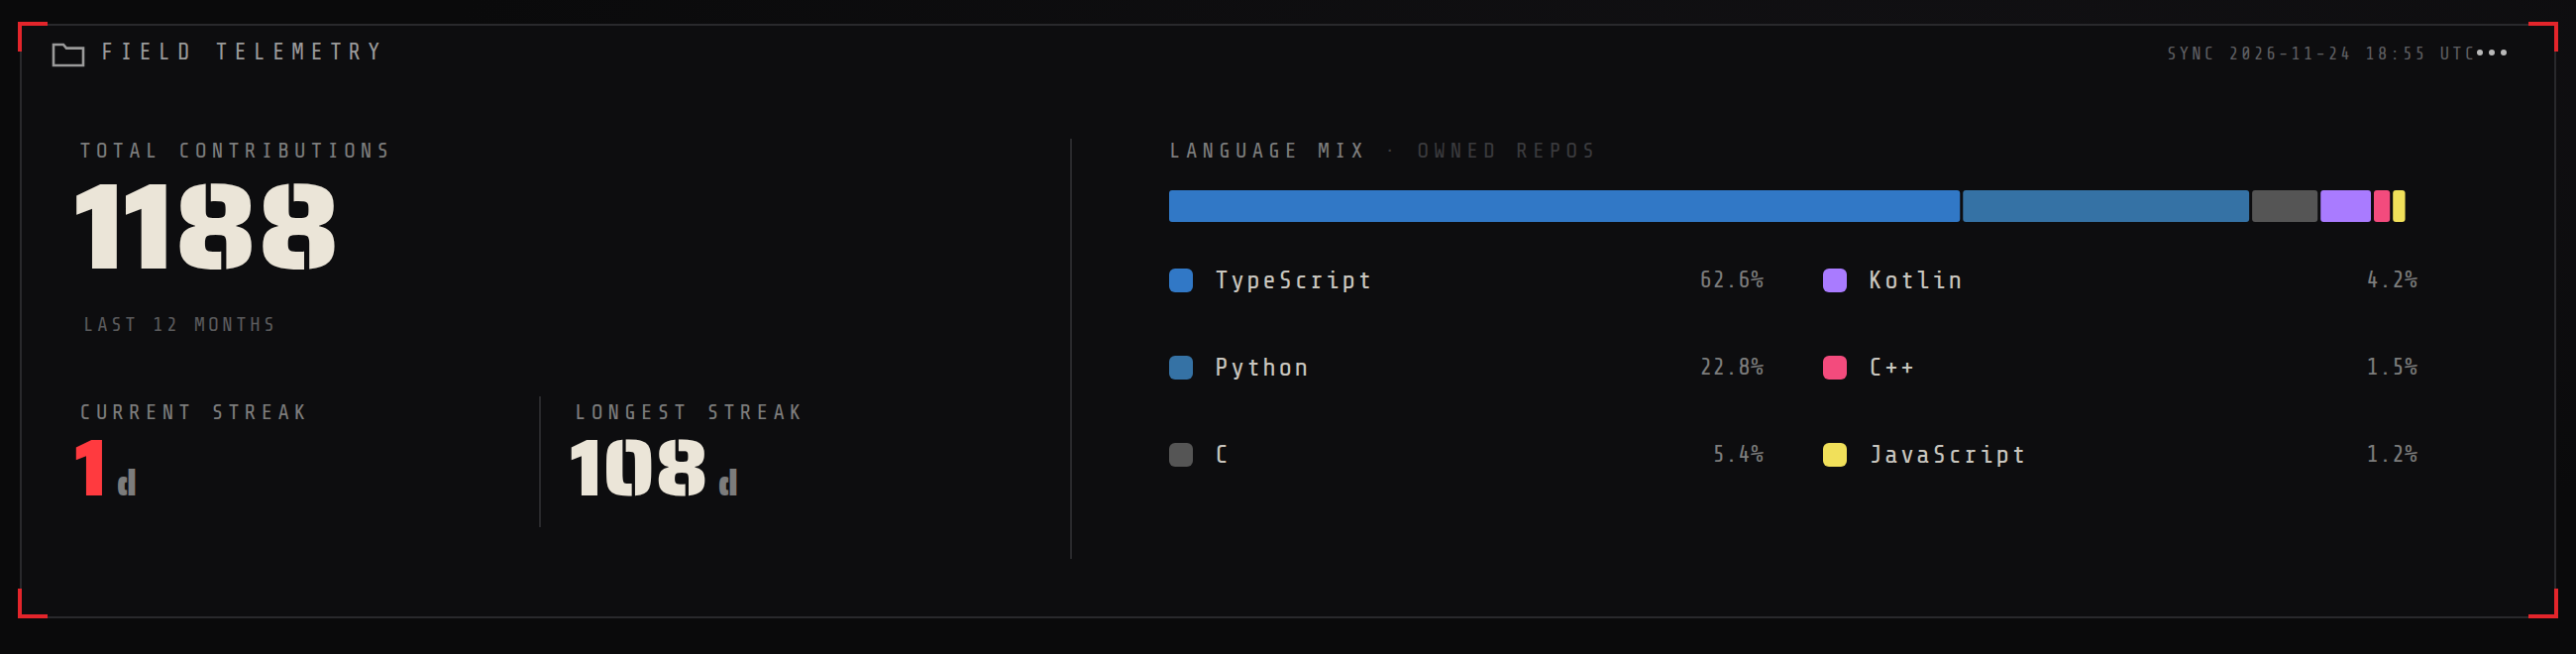 FIELD TELEMETRY
SYNC 2026-11-24 18:55 UTC
TOTAL CONTRIBUTIONS
1188
LAST 12 MONTHS
CURRENT STREAK
1 d
LONGEST STREAK
108 d
LANGUAGE MIX · OWNED REPOS
TypeScript 62.6%
Kotlin 4.2%
Python 22.8%
C++ 1.5%
C 5.4%
JavaScript 1.2%